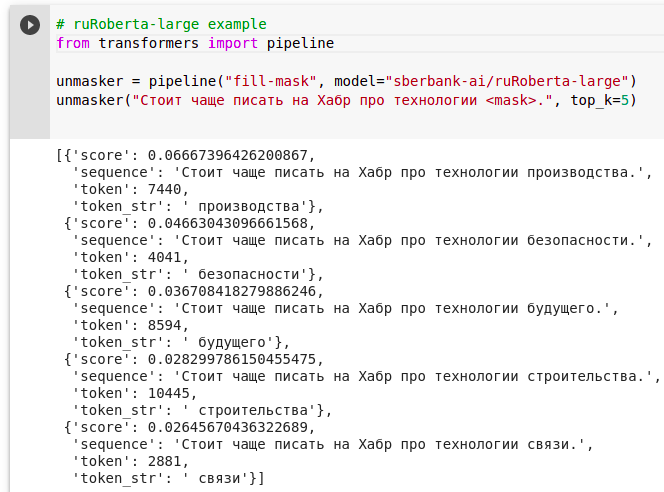 # ruRoberta-large example
from transformers import pipeline
unmasker = pipeline("fill-mask", model="sberbank-ai/ruRoberta-large")
unmasker("Стоит чаще писать на Хабр про технологии <mask>.", top_k=5)
[{'score': 0.06667396426200867,
'sequence': 'Стоит чаще писать на Хабр про технологии производства.',
'token': 7440,
'token_str': ' производства'},
{'score': 0.04663043096661568,
'sequence': 'Стоит чаще писать на Хабр про технологии безопасности.',
'token': 4041,
'token_str': ' безопасности'},
{'score': 0.036708418279886246,
'sequence': 'Стоит чаще писать на Хабр про технологии будущего.',
'token': 8594,
'token_str': ' будущего'},
{'score': 0.028299786150455475,
'sequence': 'Стоит чаще писать на Хабр про технологии строительства.',
'token': 10445,
'token_str': ' строительства'},
{'score': 0.02645670436322689,
'sequence': 'Стоит чаще писать на Хабр про технологии связи.',
'token': 2881,
'token_str': ' связи'}]